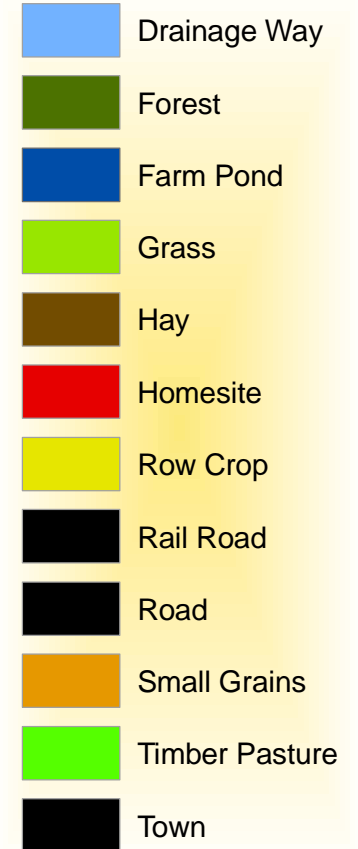 Drainage Way
Forest
Farm Pond
Grass
Hay
Homesite
Row Crop
Rail Road
Road
Small Grains
Timber Pasture
Town